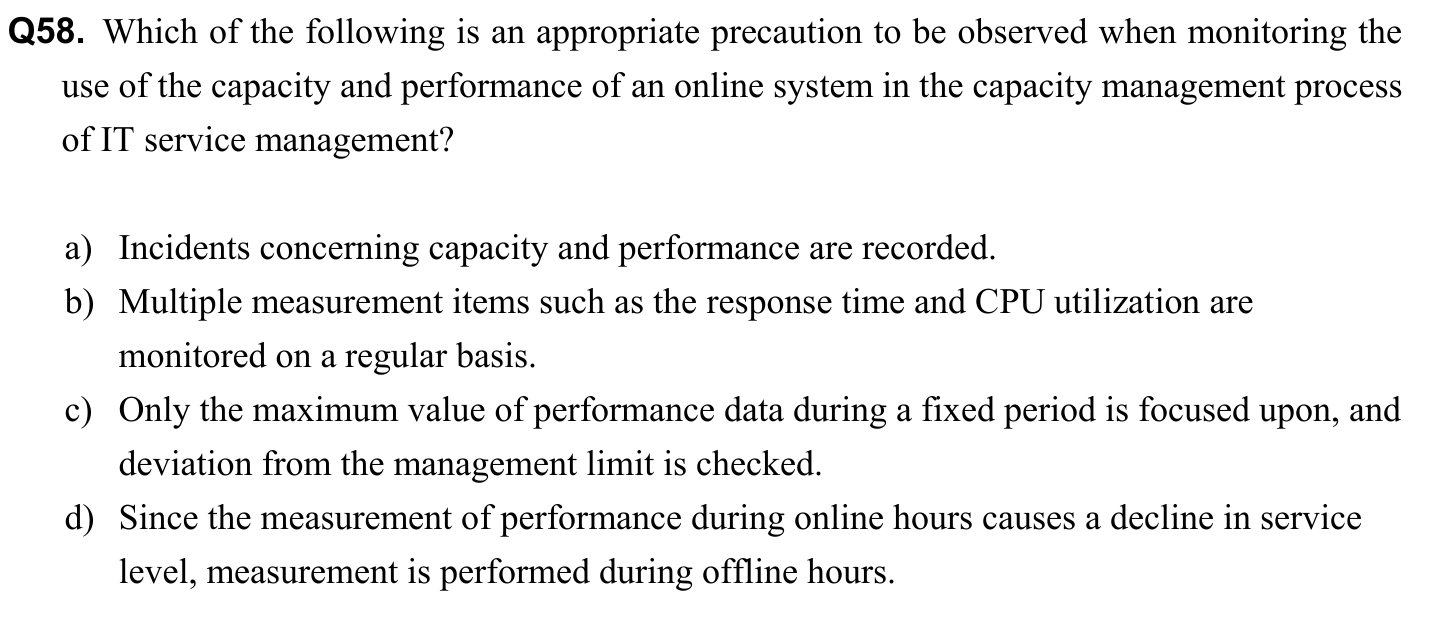 Q58. Which of the following is an appropriate precaution to be observed when monitoring the
use of the capacity and performance of an online system in the capacity management process
of IT service management?
a) Incidents concerning capacity and performance are recorded.
b) Multiple measurement items such as the response time and CPU utilization are
monitored on a regular basis.
c) Only the maximum value of performance data during a fixed period is focused upon, and
deviation from the management limit is checked.
d) Since the measurement of performance during online hours causes a decline in service
level, measurement is performed during offline hours.